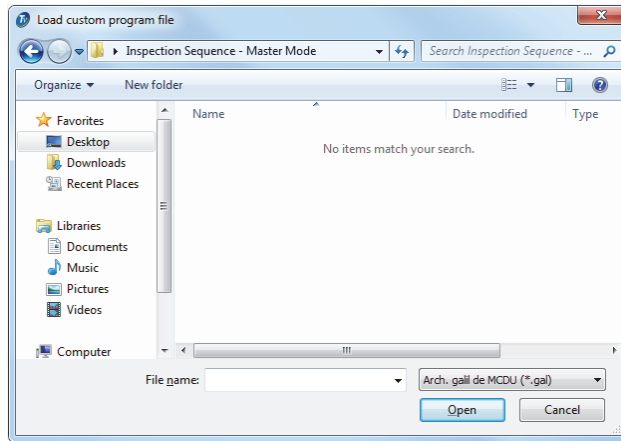 Load custom program file
Inspection Sequence - Master Mode
Search Inspection Sequence - ...
Organize
New folder
Name
Date modified
Type
No items match your search.
Favorites
Desktop
Downloads
Recent Places
Libraries
Documents
Music
Pictures
Videos
Computer
File name:
Arch. galil de MCDU (*.gal)
Open
Cancel